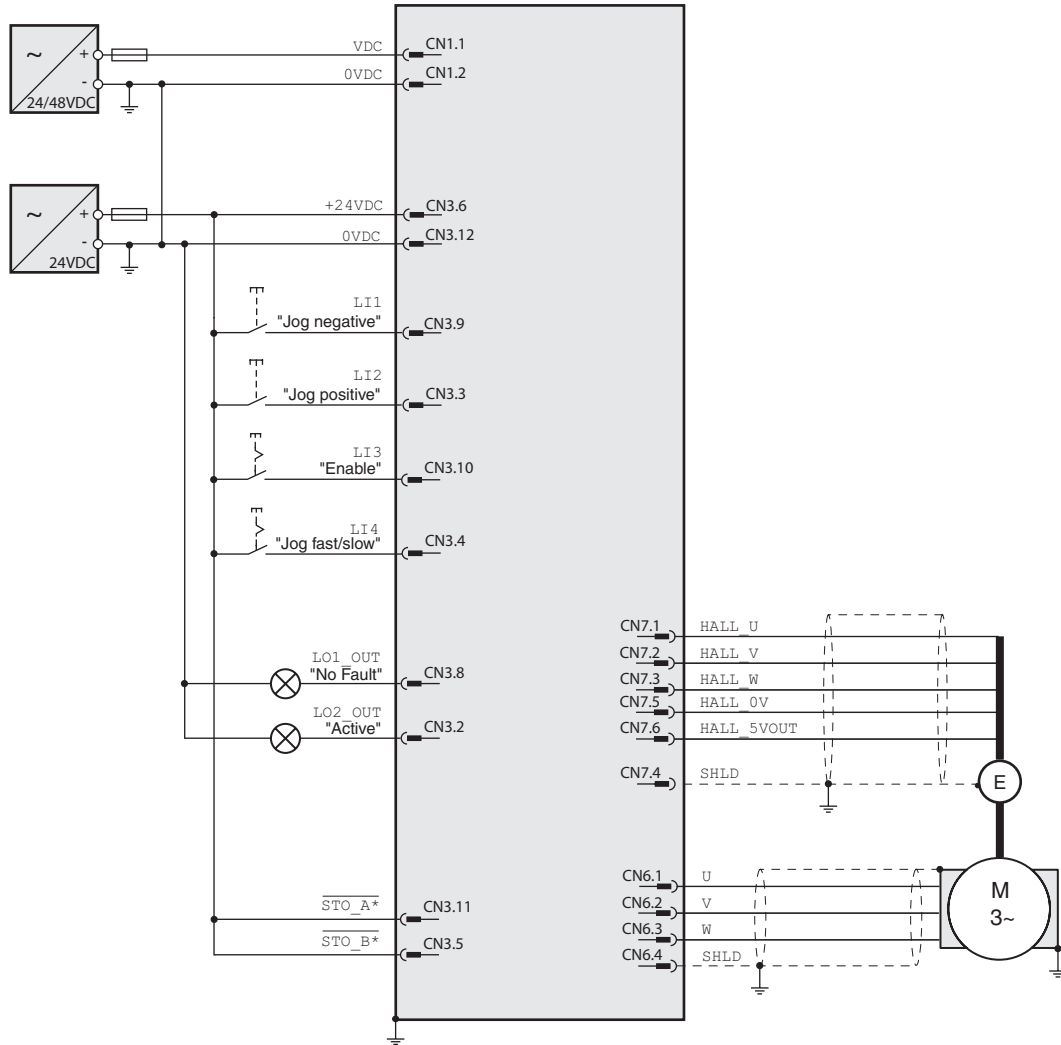 ~
+
-
24/48VDC
VDC
CN1.1
0VDC
CN1.2
~
+
-
24VDC
+24VDC
CN3.6
0VDC
CN3.12
LI1
"Jog negative"
CN3.9
LI2
"Jog positive"
CN3.3
LI3
"Enable"
CN3.10
LI4
"Jog fast/slow"
CN3.4
LO1_OUT
"No Fault"
CN3.8
LO2_OUT
"Active"
CN3.2
STO_A*
CN3.11
STO_B*
CN3.5
CN7.1
HALL_U
CN7.2
HALL_V
CN7.3
HALL_W
CN7.5
HALL_0V
CN7.6
HALL_5VOUT
CN7.4
SHLD
E
CN6.1
U
CN6.2
V
CN6.3
W
CN6.4
SHLD
M
3~